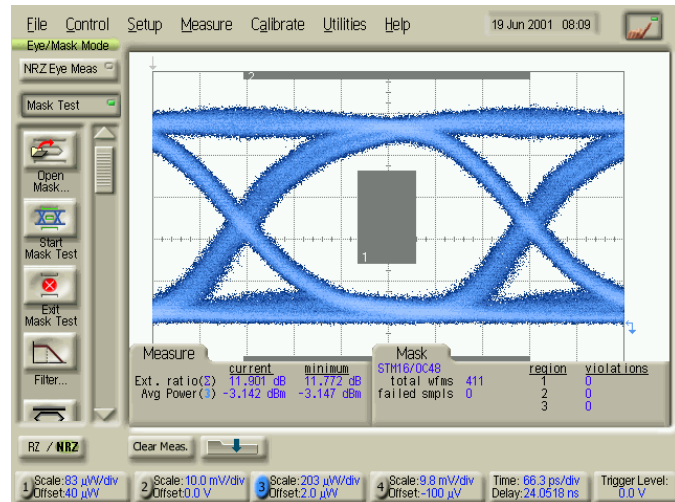 File Control Setup Measure Calibrate Utilities Help 19 Jun 2001 08:09
Eye/Mask Mode
NRZ Eye Meas
Mask Test
Open
Mask...
Start
Mask Test
Exit
Mask Test
Filter...
2
1
Measure
current minimum
Ext. ratio(Σ) 11.901 dB 11.772 dB
Avg Power(3) -3.142 dBm -3.147 dBm
Mask
STM16/OC48 region violations
total wfms 411 1 0
failed smpls 0 2 0
3 0
RZ / NRZ
Clear Meas.
1 Scale:83 µW/div
Offset:40 µW
2 Scale:10.0 mV/div
Offset:0.0 V
3 Scale:203 µW/div
Offset:2.0 µW
4 Scale:9.8 mV/div
Offset:-100 µV
Time: 66.3 ps/div
Delay:24.0518 ns
Trigger Level:
0.0 V